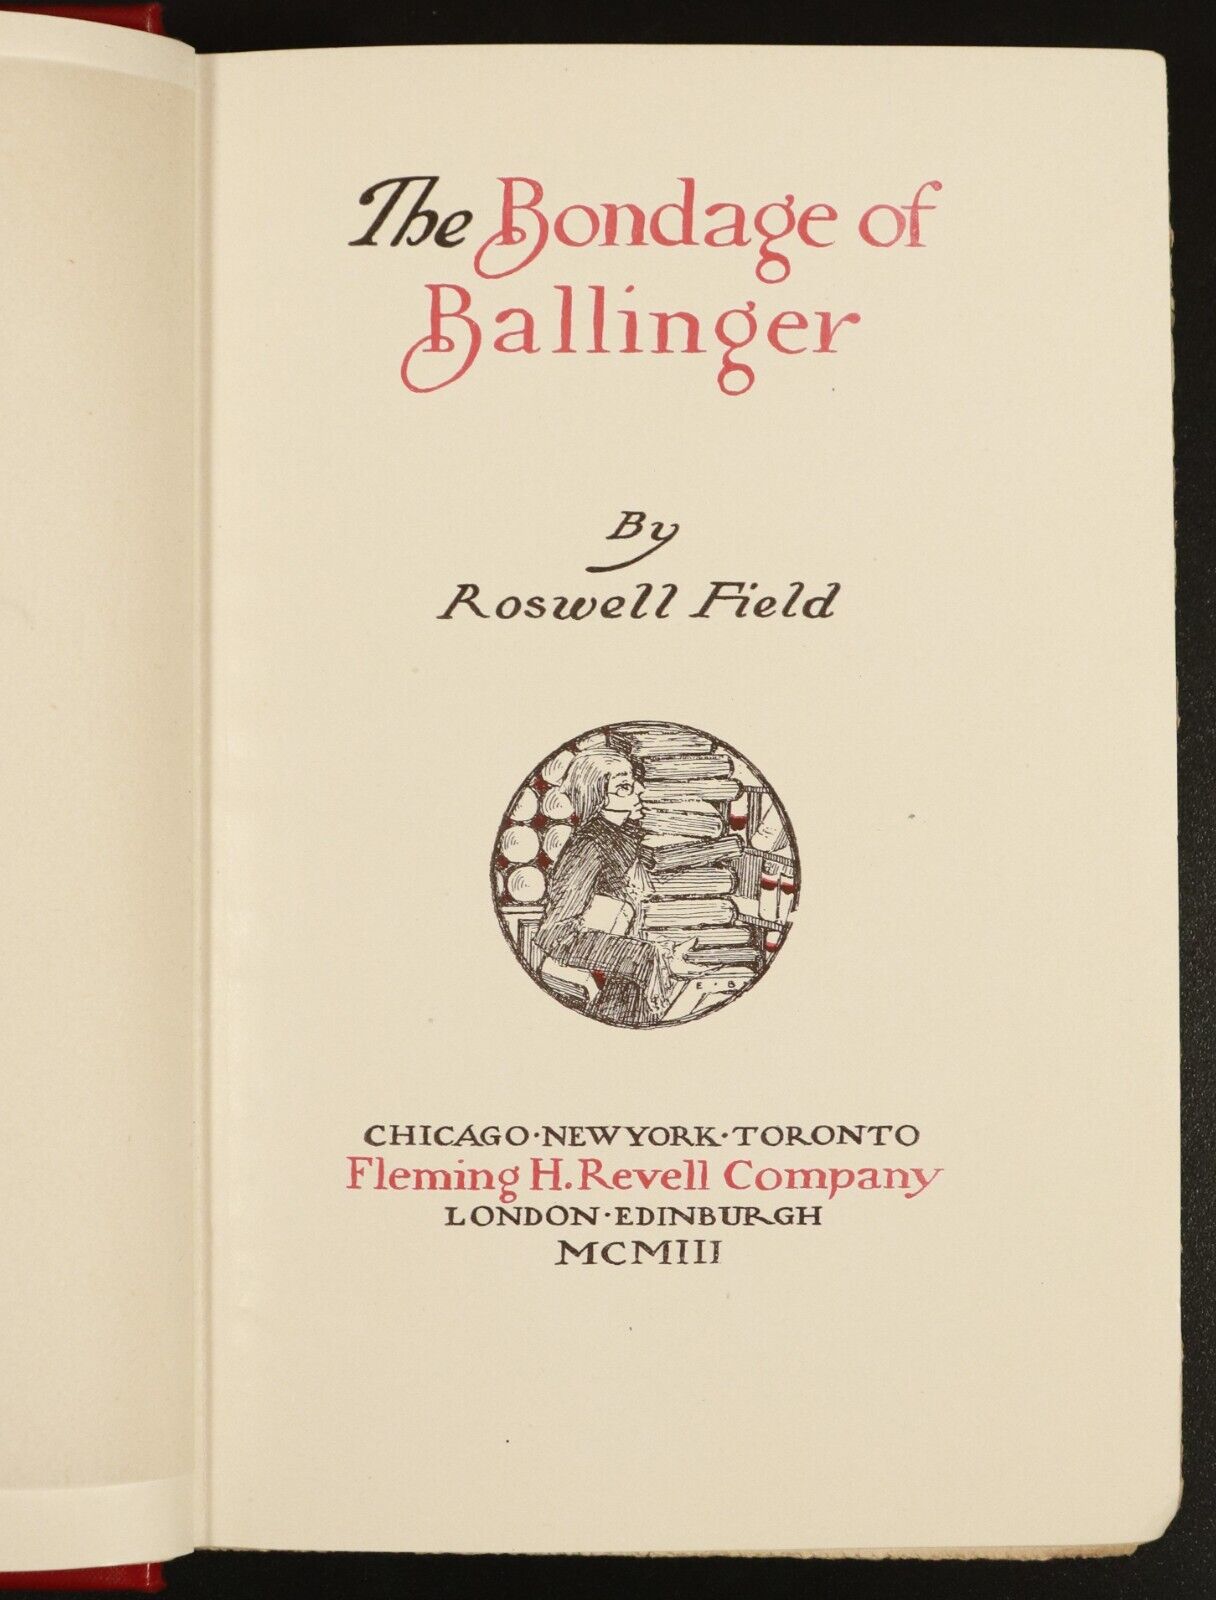 The Bondage of
Ballinger
By
Roswell Field
E. B.
CHICAGO·NEW YORK·TORONTO
Fleming H. Revell Company
LONDON·EDINBURGH
MCMIII